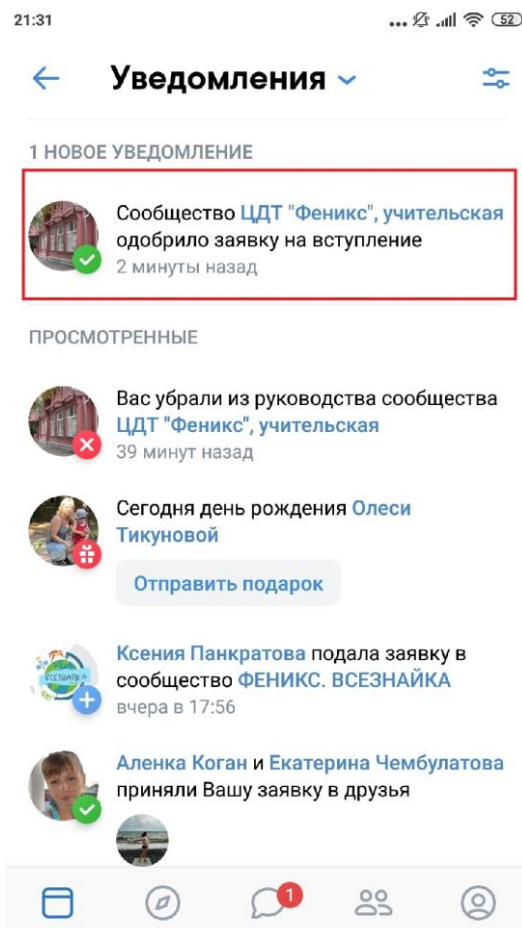 21:31
... 52
Уведомления
1 НОВОЕ УВЕДОМЛЕНИЕ
Сообщество ЦДТ "Феникс", учительская
одобрило заявку на вступление
2 минуты назад
ПРОСМОТРЕННЫЕ
Вас убрали из руководства сообщества
ЦДТ "Феникс", учительская
39 минут назад
Сегодня день рождения Олеси
Тикуновой
Отправить подарок
Ксения Панкратова подала заявку в
сообщество ФЕНИКС. ВСЕЗНАЙКА
вчера в 17:56
ВСЕЗНАЙКА
Аленка Коган и Екатерина Чембулатова
приняли Вашу заявку в друзья
1